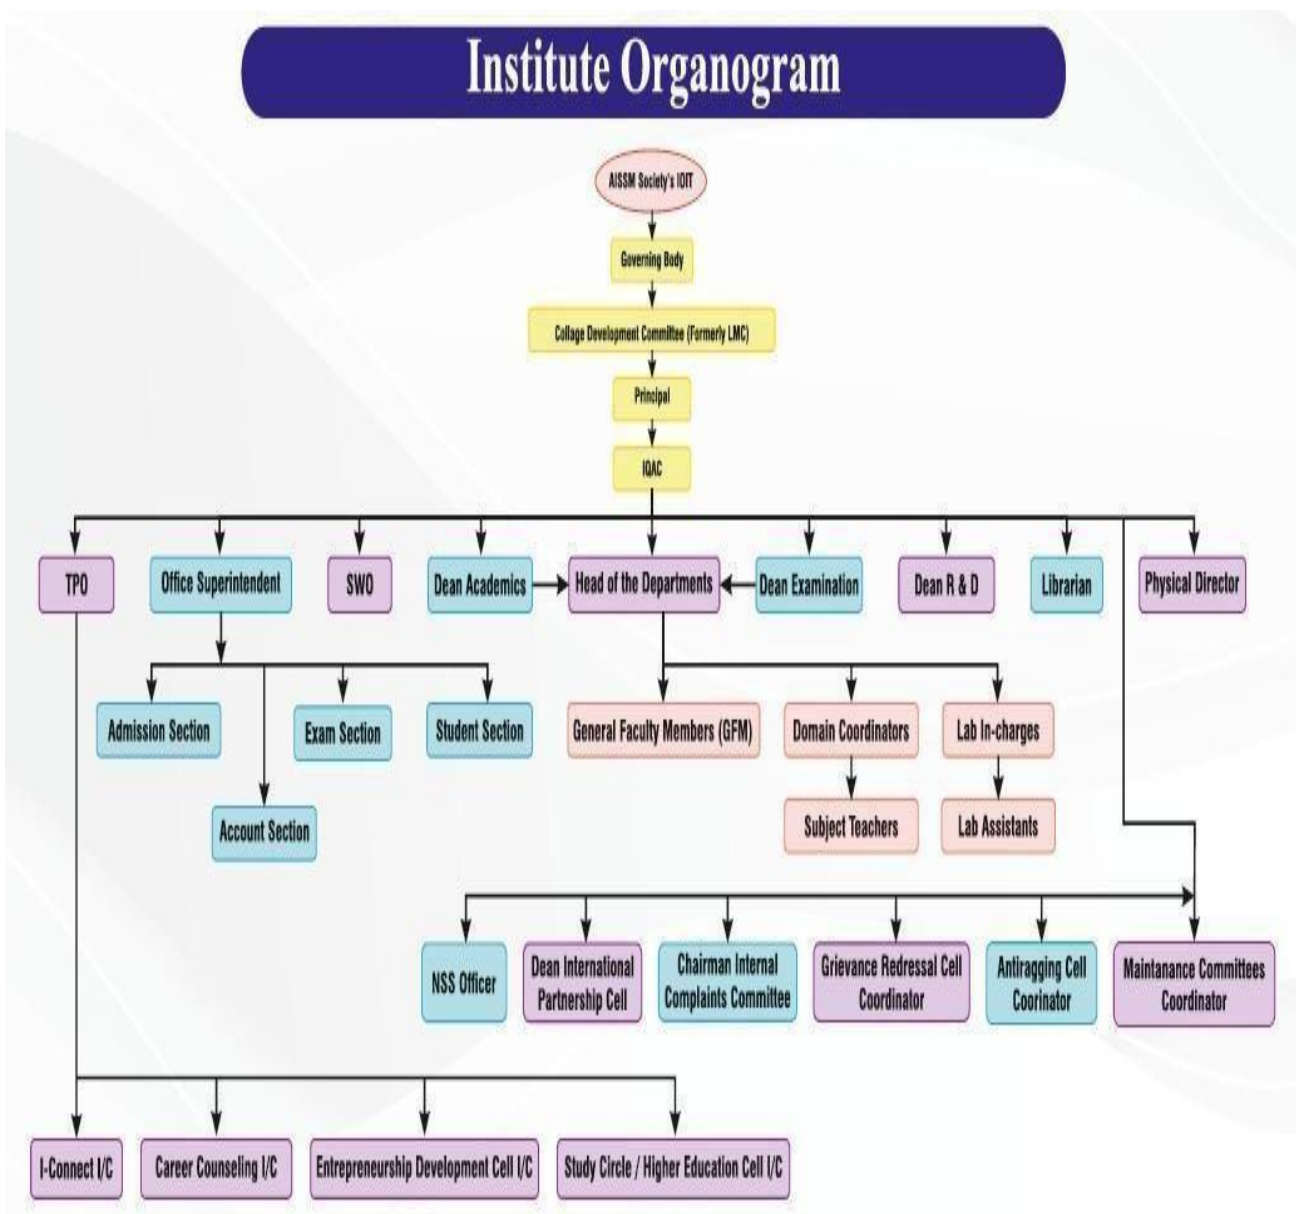 Institute Organogram
AISSM Society's IOIT
Governing Body
Collage Development Committee (Formerly LMC)
Principal
IQAC
TPO
Office Superintendent
SWO
Dean Academics
Head of the Departments
Dean Examination
Dean R & D
Librarian
Physical Director
Admission Section
Exam Section
Student Section
General Faculty Members (GFM)
Domain Coordinators
Lab In-charges
Account Section
Subject Teachers
Lab Assistants
NSS Officer
Dean International
Partnership Cell
Chairman Internal
Complaints Committee
Grievance Redressal Cell
Coordinator
Antiragging Cell
Coorinator
Maintanance Committees
Coordinator
I-Connect I/C
Career Counseling I/C
Entrepreneurship Development Cell I/C
Study Circle / Higher Education Cell I/C